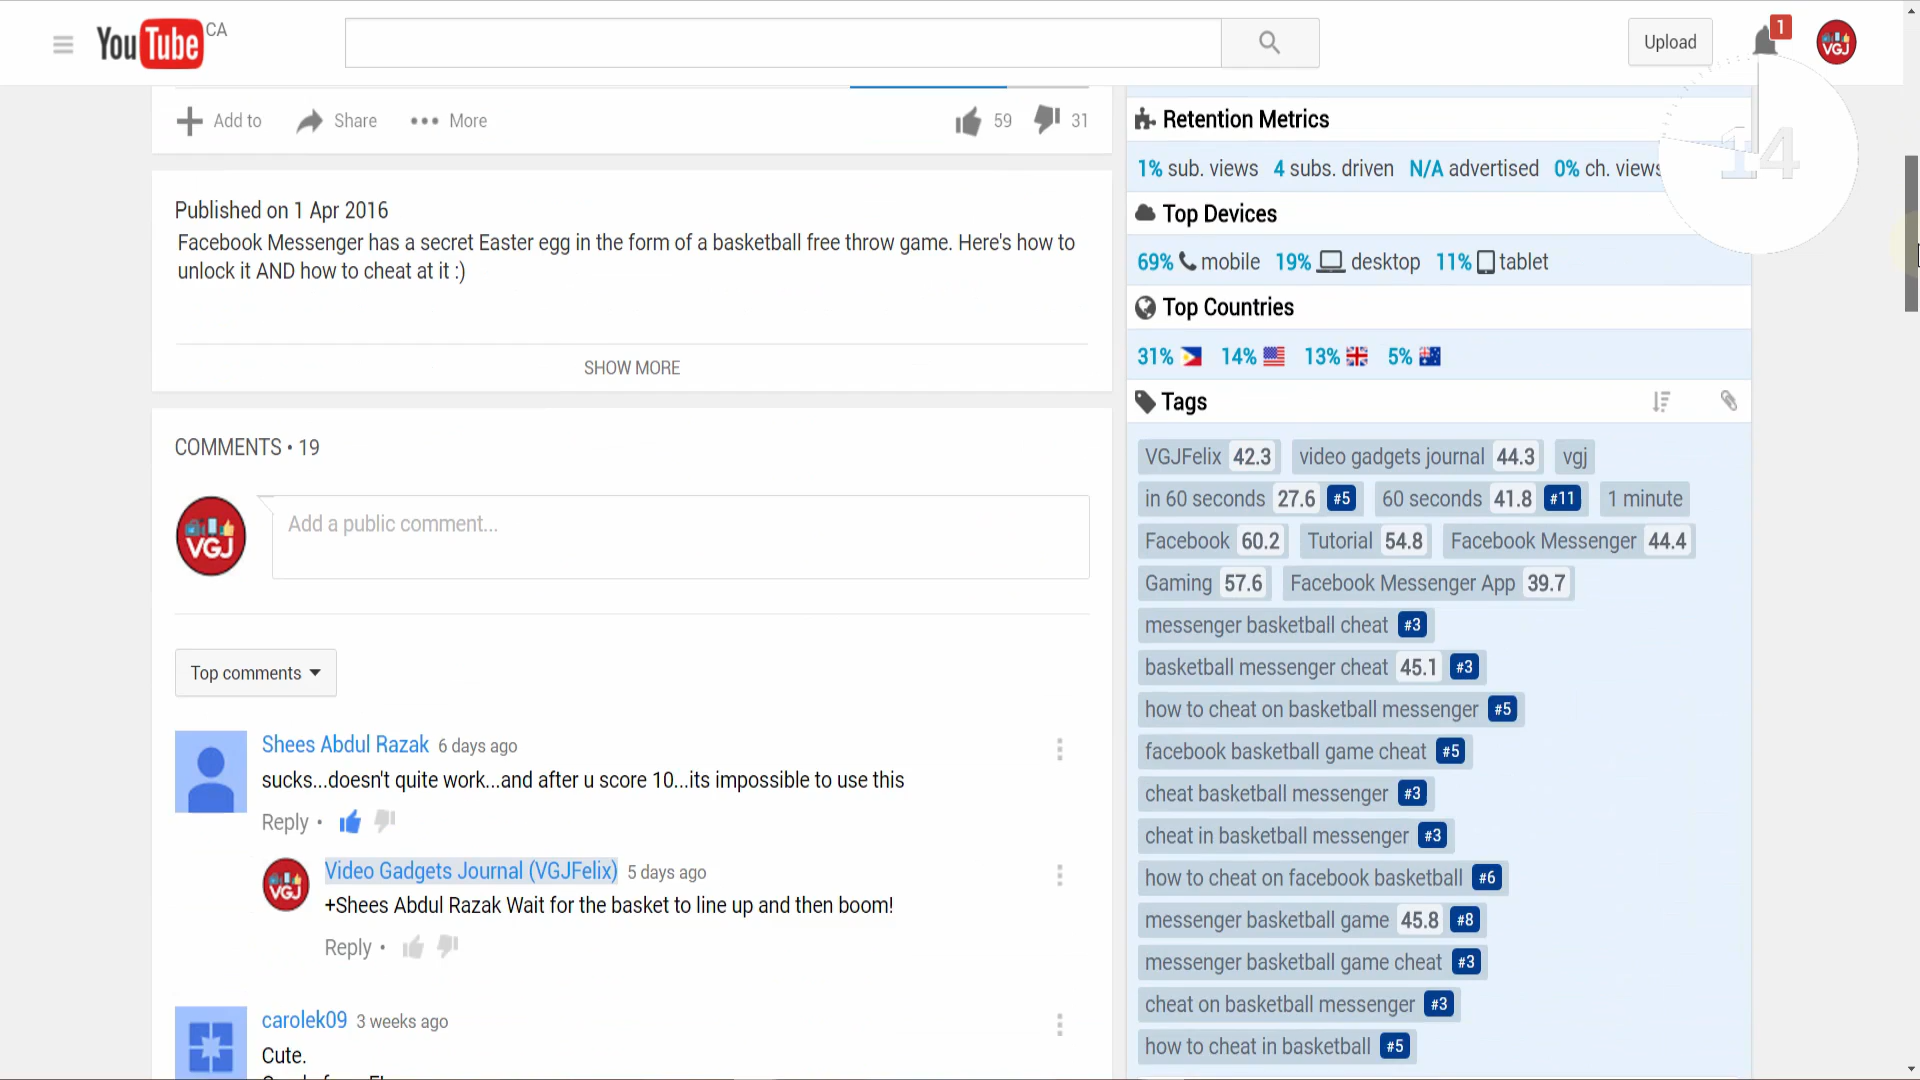 YouTube CA
Upload
1
VGJ
14
Add to Share More 59 31
Published on 1 Apr 2016
Facebook Messenger has a secret Easter egg in the form of a basketball free throw game. Here's how to
unlock it AND how to cheat at it :)
SHOW MORE
COMMENTS • 19
VGJ
Add a public comment...
Top comments
Shees Abdul Razak 6 days ago
sucks...doesn't quite work...and after u score 10...its impossible to use this
Reply •
VGJ
Video Gadgets Journal (VGJFelix) 5 days ago
+Shees Abdul Razak Wait for the basket to line up and then boom!
Reply •
carolek09 3 weeks ago
Cute.
Retention Metrics
1% sub. views 4 subs. driven N/A advertised 0% ch. views
Top Devices
69% mobile 19% desktop 11% tablet
Top Countries
31% 14% 13% 5%
Tags
VGJFelix 42.3 video gadgets journal 44.3 vgj
in 60 seconds 27.6 #5 60 seconds 41.8 #11 1 minute
Facebook 60.2 Tutorial 54.8 Facebook Messenger 44.4
Gaming 57.6 Facebook Messenger App 39.7
messenger basketball cheat #3
basketball messenger cheat 45.1 #3
how to cheat on basketball messenger #5
facebook basketball game cheat #5
cheat basketball messenger #3
cheat in basketball messenger #3
how to cheat on facebook basketball #6
messenger basketball game 45.8 #8
messenger basketball game cheat #3
cheat on basketball messenger #3
how to cheat in basketball #5